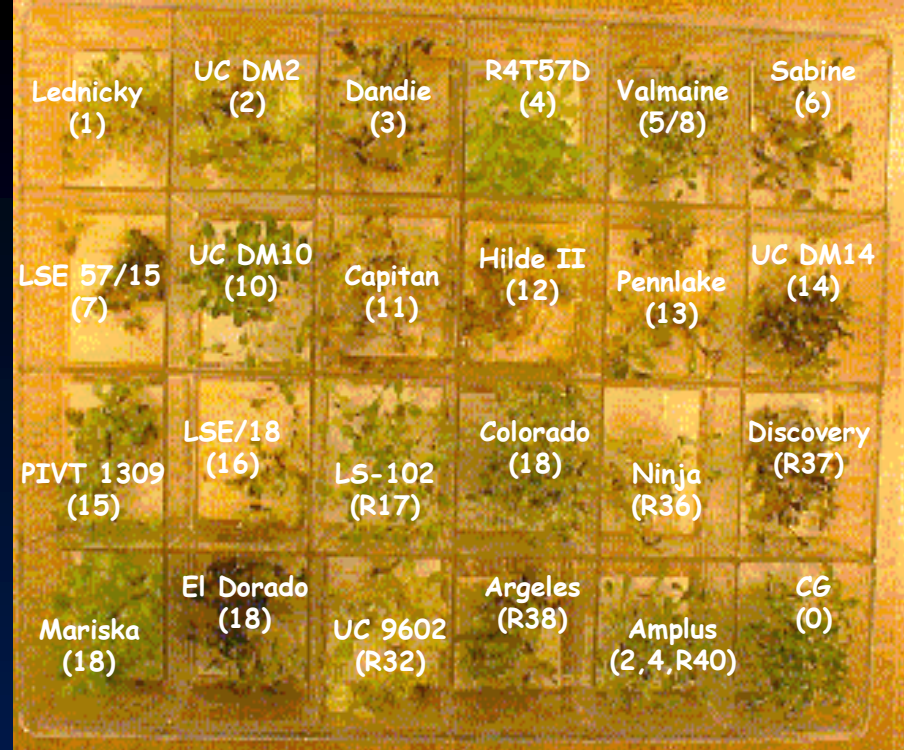 Lednicky
(1)
UC DM2
(2)
Dandie
(3)
R4T57D
(4)
Valmaine
(5/8)
Sabine
(6)
LSE 57/15
(7)
UC DM10
(10)
Capitan
(11)
Hilde II
(12)
Pennlake
(13)
UC DM14
(14)
PIVT 1309
(15)
LSE/18
(16)
LS-102
(R17)
Colorado
(18)
Ninja
(R36)
Discovery
(R37)
Mariska
(18)
El Dorado
(18)
UC 9602
(R32)
Argeles
(R38)
Amplus
(2,4,R40)
CG
(0)